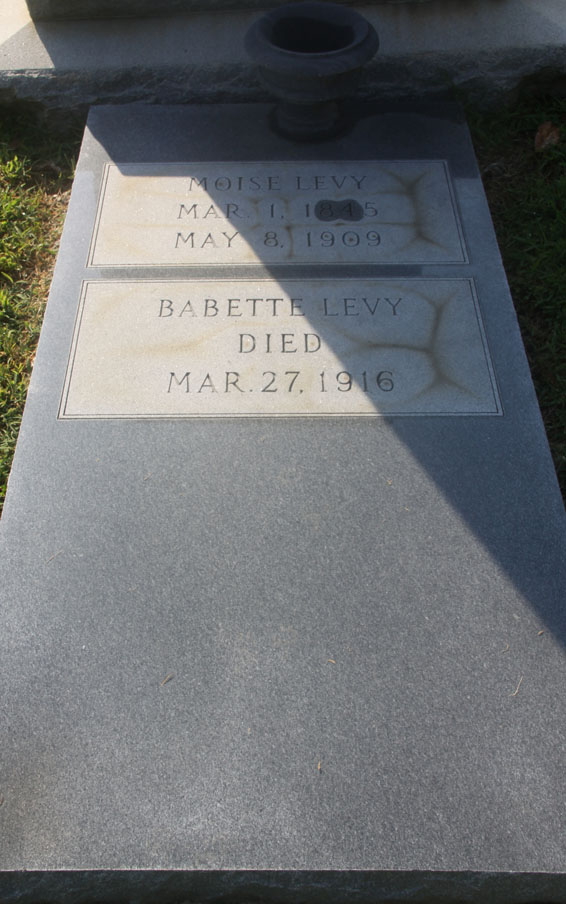 MOISE LEVY
MAR. 1, 1845
MAY 8, 1909
BABETTE LEVY
DIED
MAR. 27, 1916